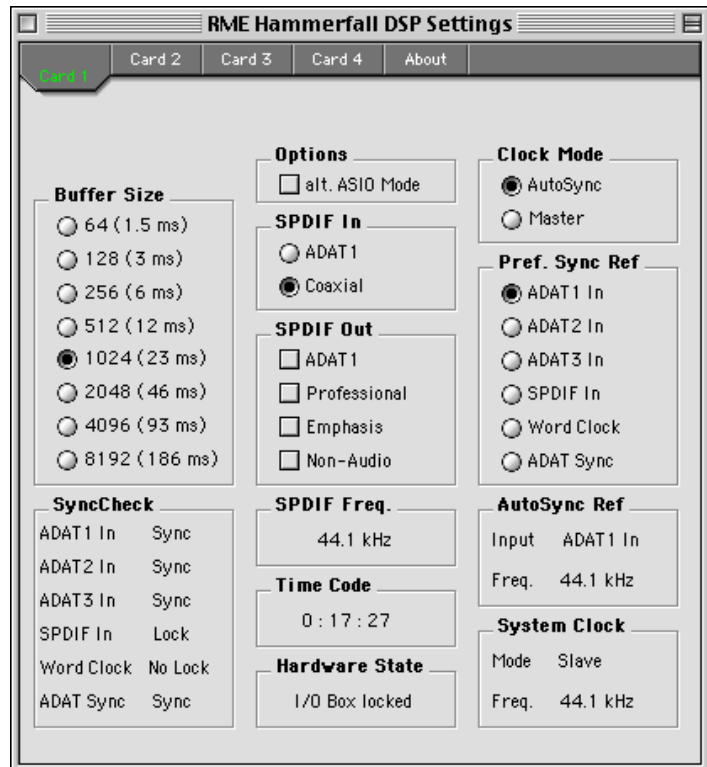 RME Hammerfall DSP Settings
Card 1
Card 2
Card 3
Card 4
About
Buffer Size
64 (1.5 ms)
128 (3 ms)
256 (6 ms)
512 (12 ms)
1024 (23 ms)
2048 (46 ms)
4096 (93 ms)
8192 (186 ms)
SyncCheck
ADAT1 In Sync
ADAT2 In Sync
ADAT3 In Sync
SPDIF In Lock
Word Clock No Lock
ADAT Sync Sync
Options
alt. ASIO Mode
SPDIF In
ADAT1
Coaxial
SPDIF Out
ADAT1
Professional
Emphasis
Non-Audio
SPDIF Freq.
44.1 kHz
Time Code
0 : 17 : 27
Hardware State
I/O Box locked
Clock Mode
AutoSync
Master
Pref. Sync Ref
ADAT1 In
ADAT2 In
ADAT3 In
SPDIF In
Word Clock
ADAT Sync
AutoSync Ref
Input ADAT1 In
Freq. 44.1 kHz
System Clock
Mode Slave
Freq. 44.1 kHz